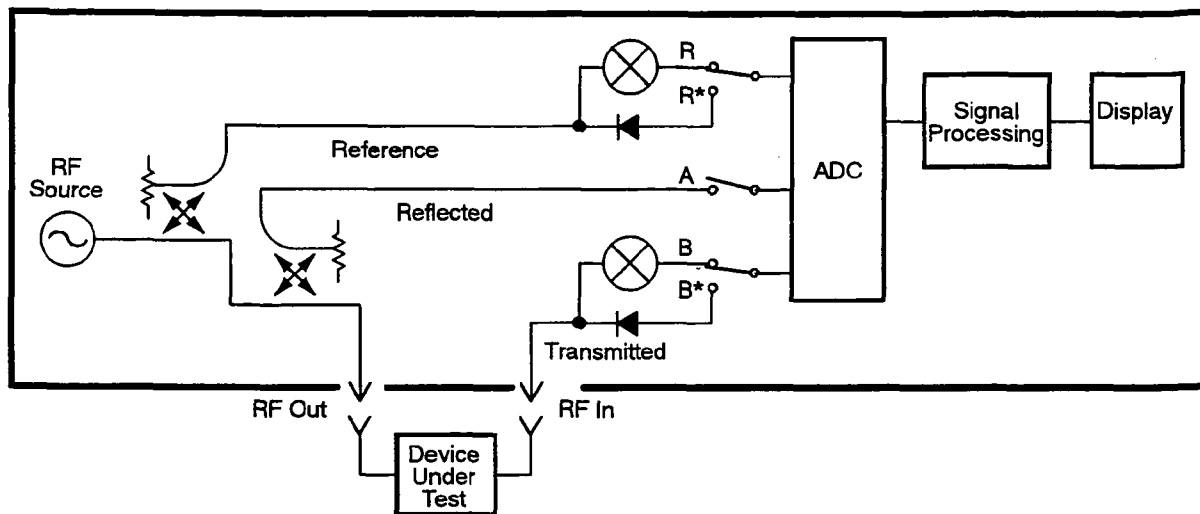 R
R*
Reference
RF
Source
A
Reflected
ADC
Signal
Processing
Display
B
B*
Transmitted
RF Out
RF In
Device
Under
Test